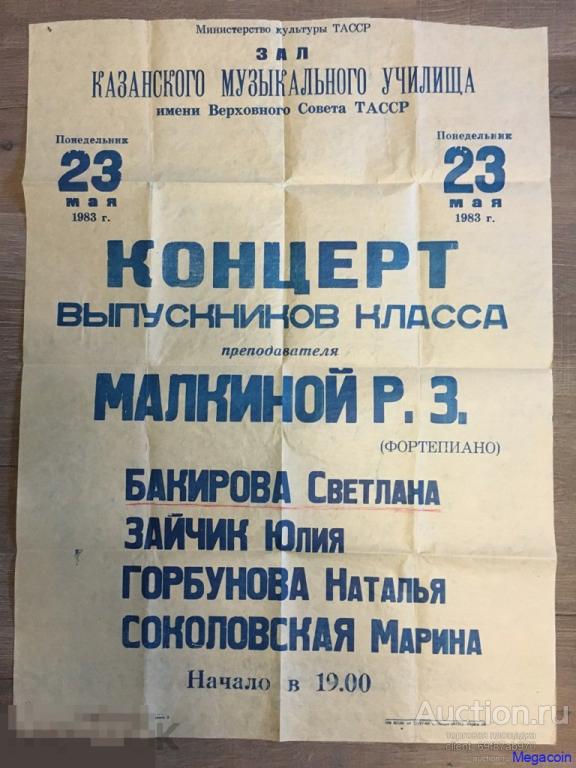 Министерство культуры ТАССР
ЗАЛ
КАЗАНСКОГО МУЗЫКАЛЬНОГО УЧИЛИЩА
имени Верховного Совета ТАССР
Понедельник
23
мая
1983 г.
Понедельник
23
мая
1983 г.
КОНЦЕРТ
ВЫПУСКНИКОВ КЛАССА
преподавателя
МАЛКИНОЙ Р. З.
(ФОРТЕПИАНО)
БАКИРОВА СВЕТЛАНА
ЗАЙЧИК ЮЛИЯ
ГОРБУНОВА НАТАЛЬЯ
СОКОЛОВСКАЯ МАРИНА
Начало в 19.00
Auction.ru
торговая площадка
Megacoin